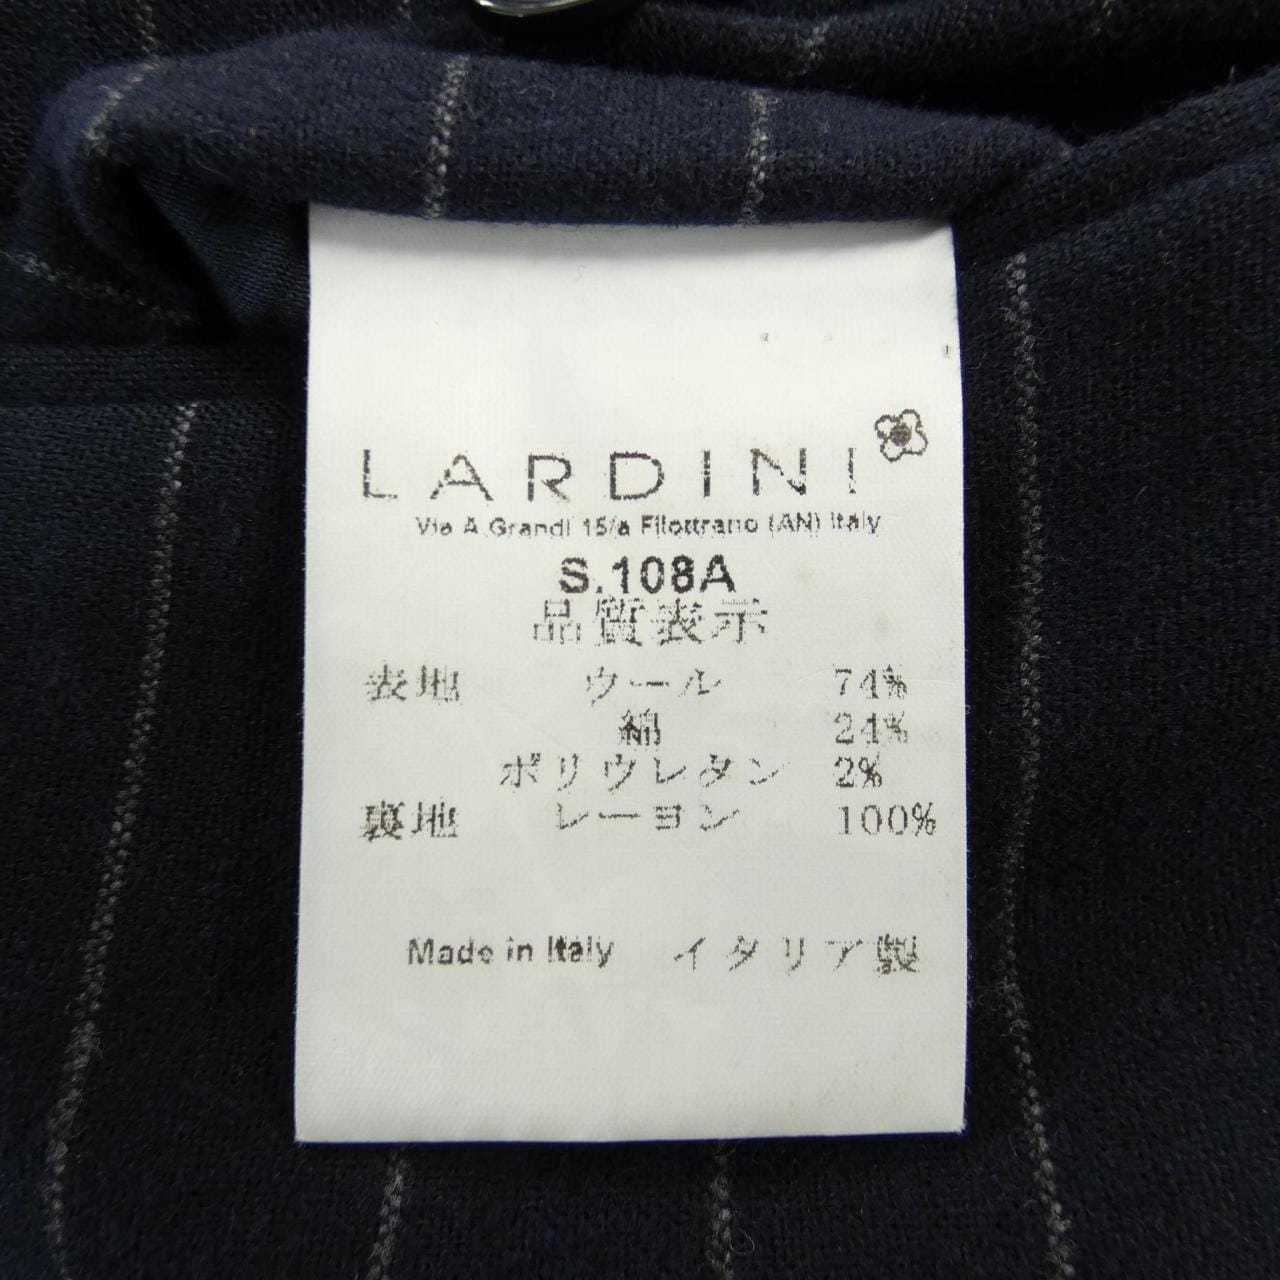 LARDINI
Via A.Grandi 15/a Filottrano (AN) Italy
S.108A
品質表示
表地 ウール 74%
綿 24%
ポリウレタン 2%
裏地 レーヨン 100%
Made in Italy イタリア製